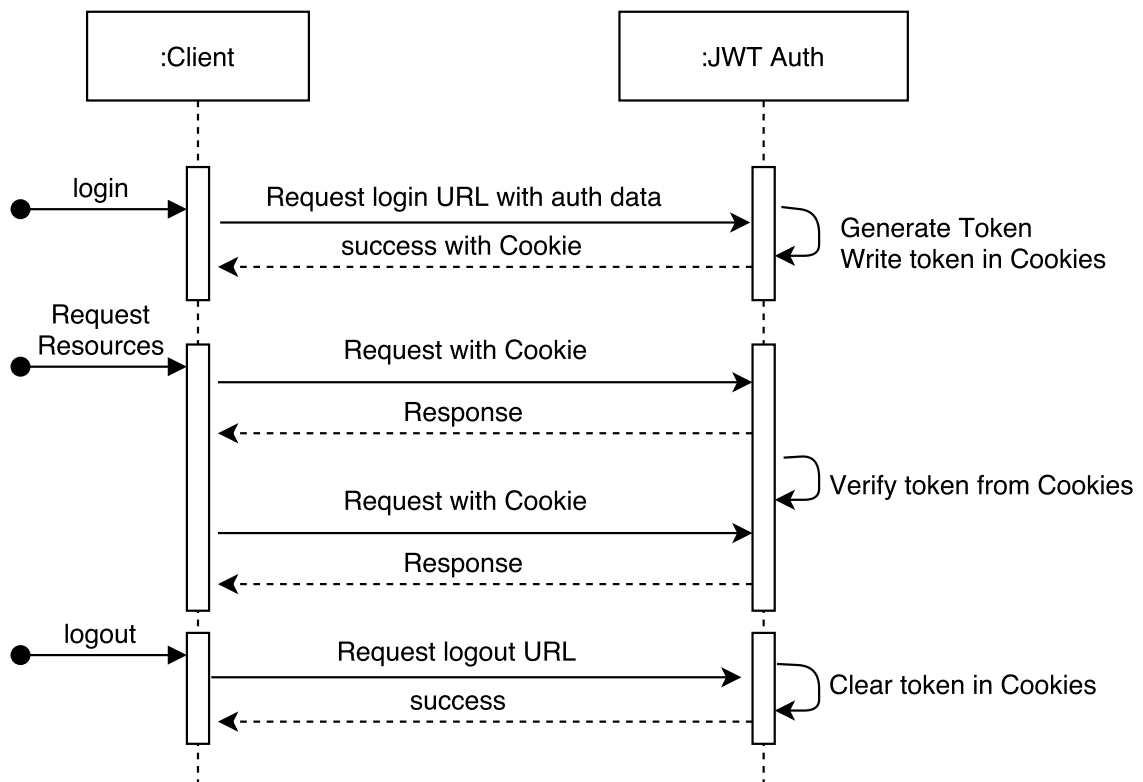 :Client
:JWT Auth
login
Request login URL with auth data
success with Cookie
Generate Token
Write token in Cookies
Request
Resources
Request with Cookie
Response
Verify token from Cookies
Request with Cookie
Response
logout
Request logout URL
success
Clear token in Cookies